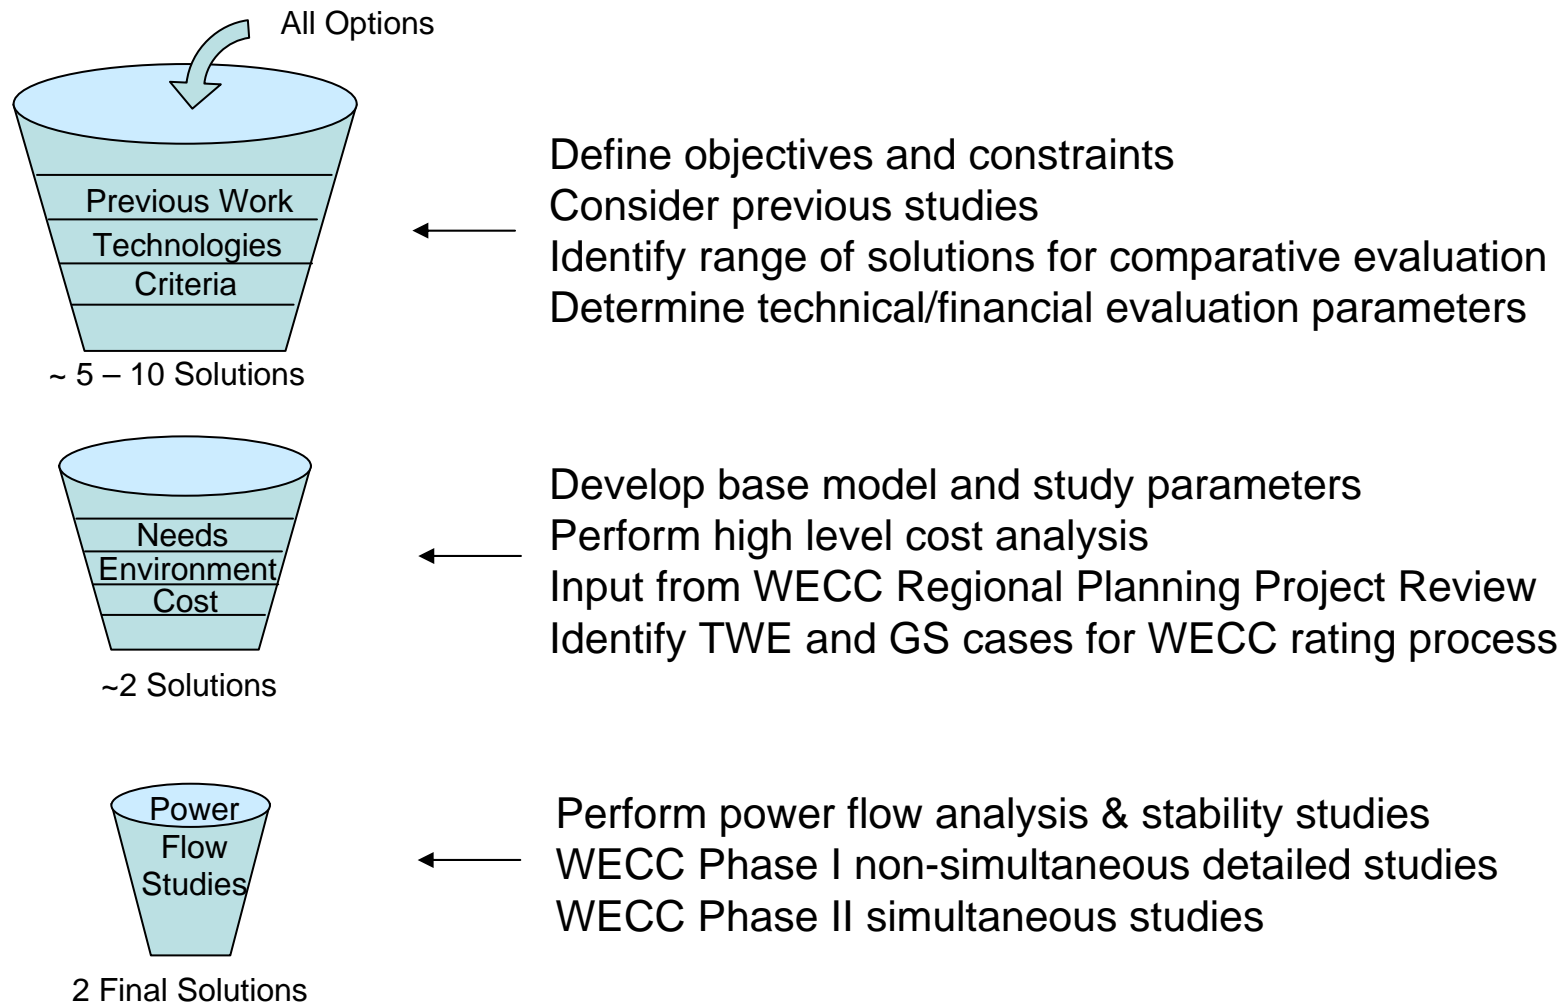 All Options
Previous Work
Technologies
Criteria
~ 5 – 10 Solutions
Define objectives and constraints
Consider previous studies
Identify range of solutions for comparative evaluation
Determine technical/financial evaluation parameters
Needs
Environment
Cost
~2 Solutions
Develop base model and study parameters
Perform high level cost analysis
Input from WECC Regional Planning Project Review
Identify TWE and GS cases for WECC rating process
Power
Flow
Studies
2 Final Solutions
Perform power flow analysis & stability studies
WECC Phase I non-simultaneous detailed studies
WECC Phase II simultaneous studies